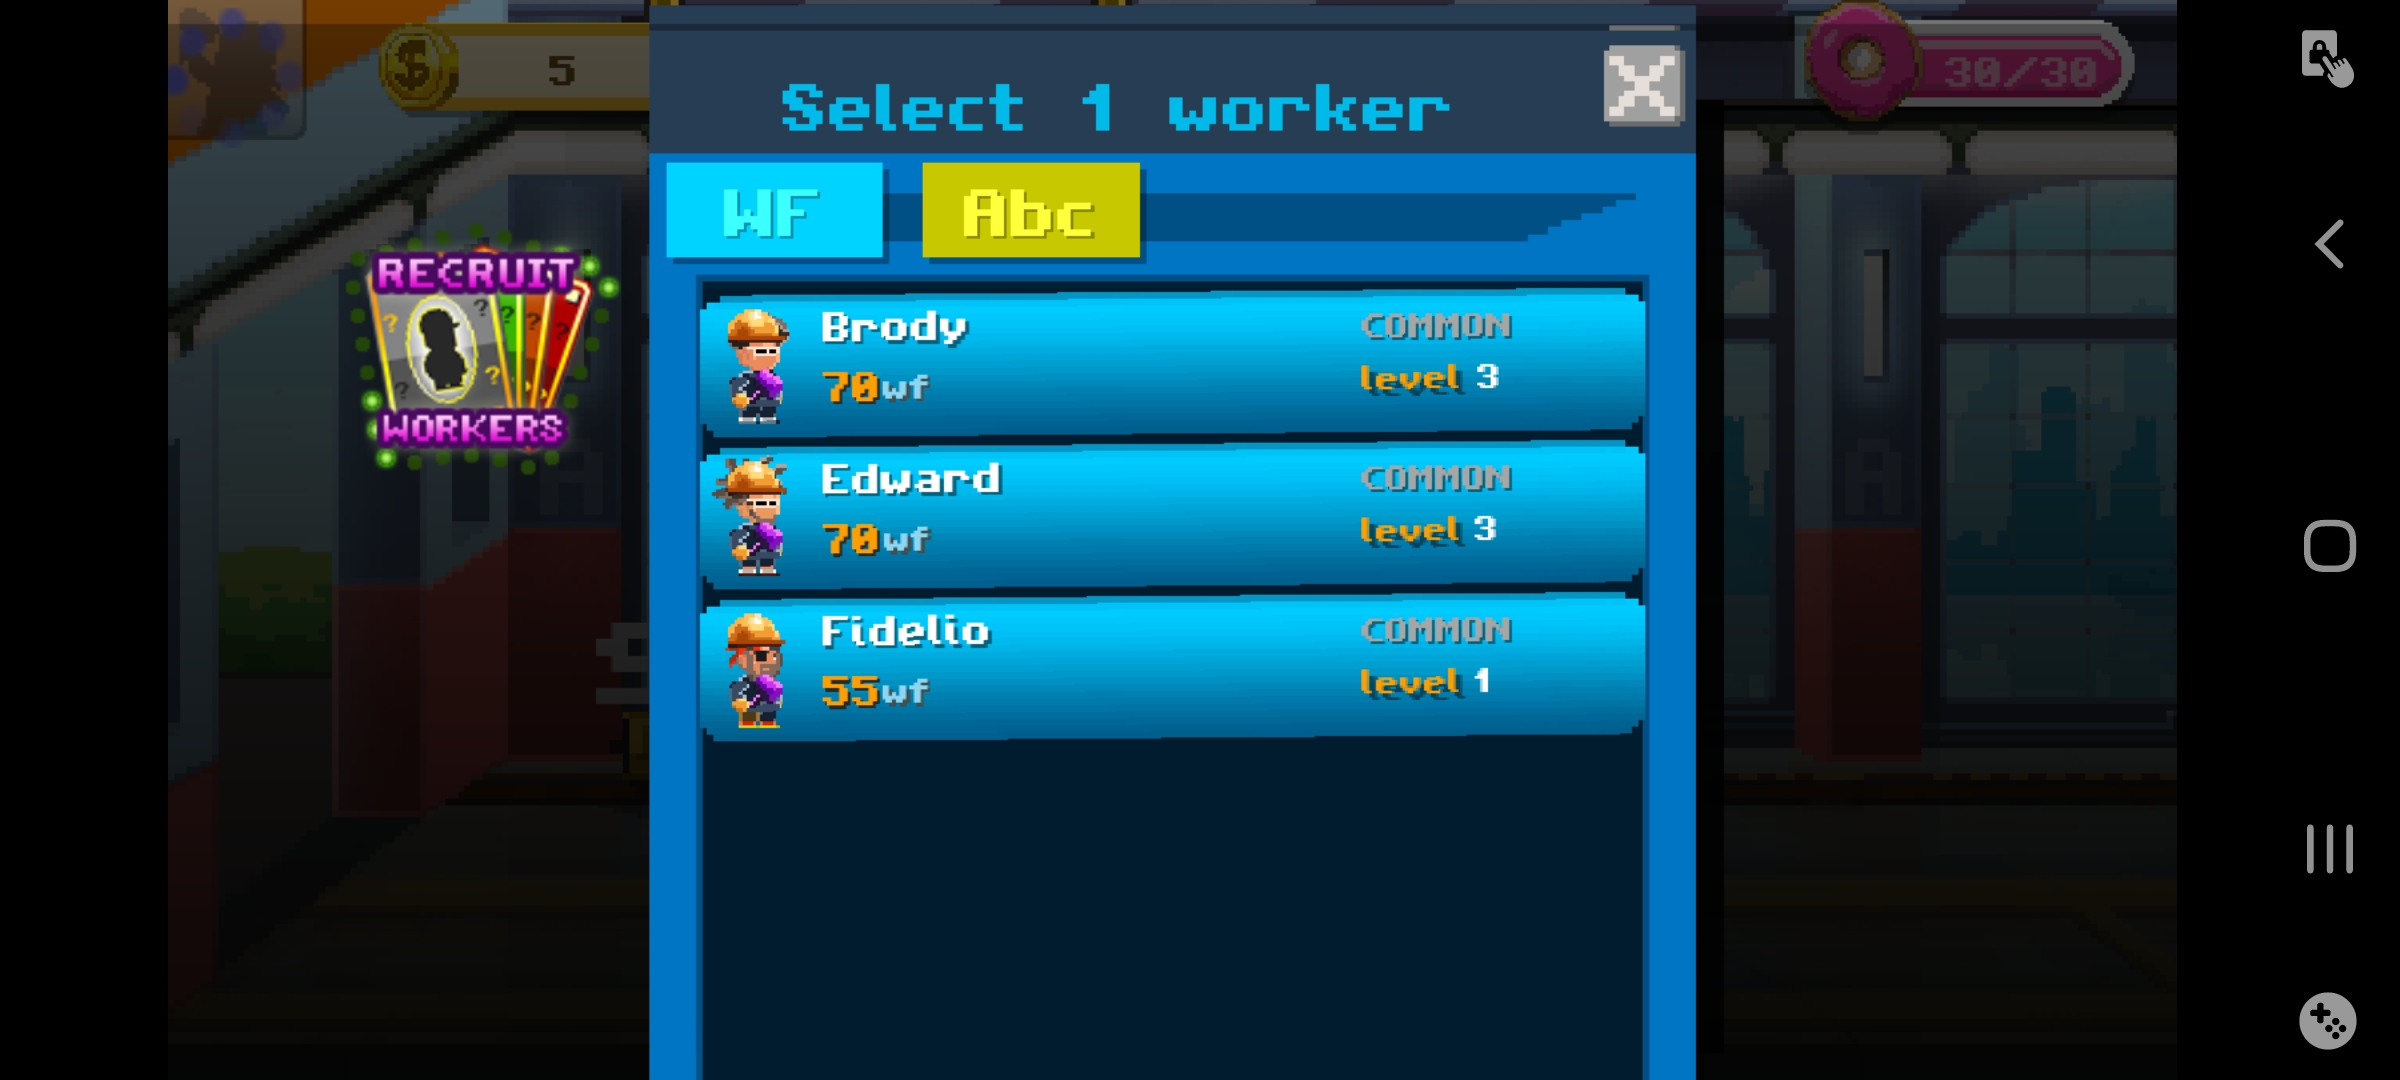 5
30/30
Select 1 worker
WF Abc
RECRUIT
WORKERS
Brody COMMON
70wf level 3
Edward COMMON
70wf level 3
Fidelio COMMON
55wf level 1